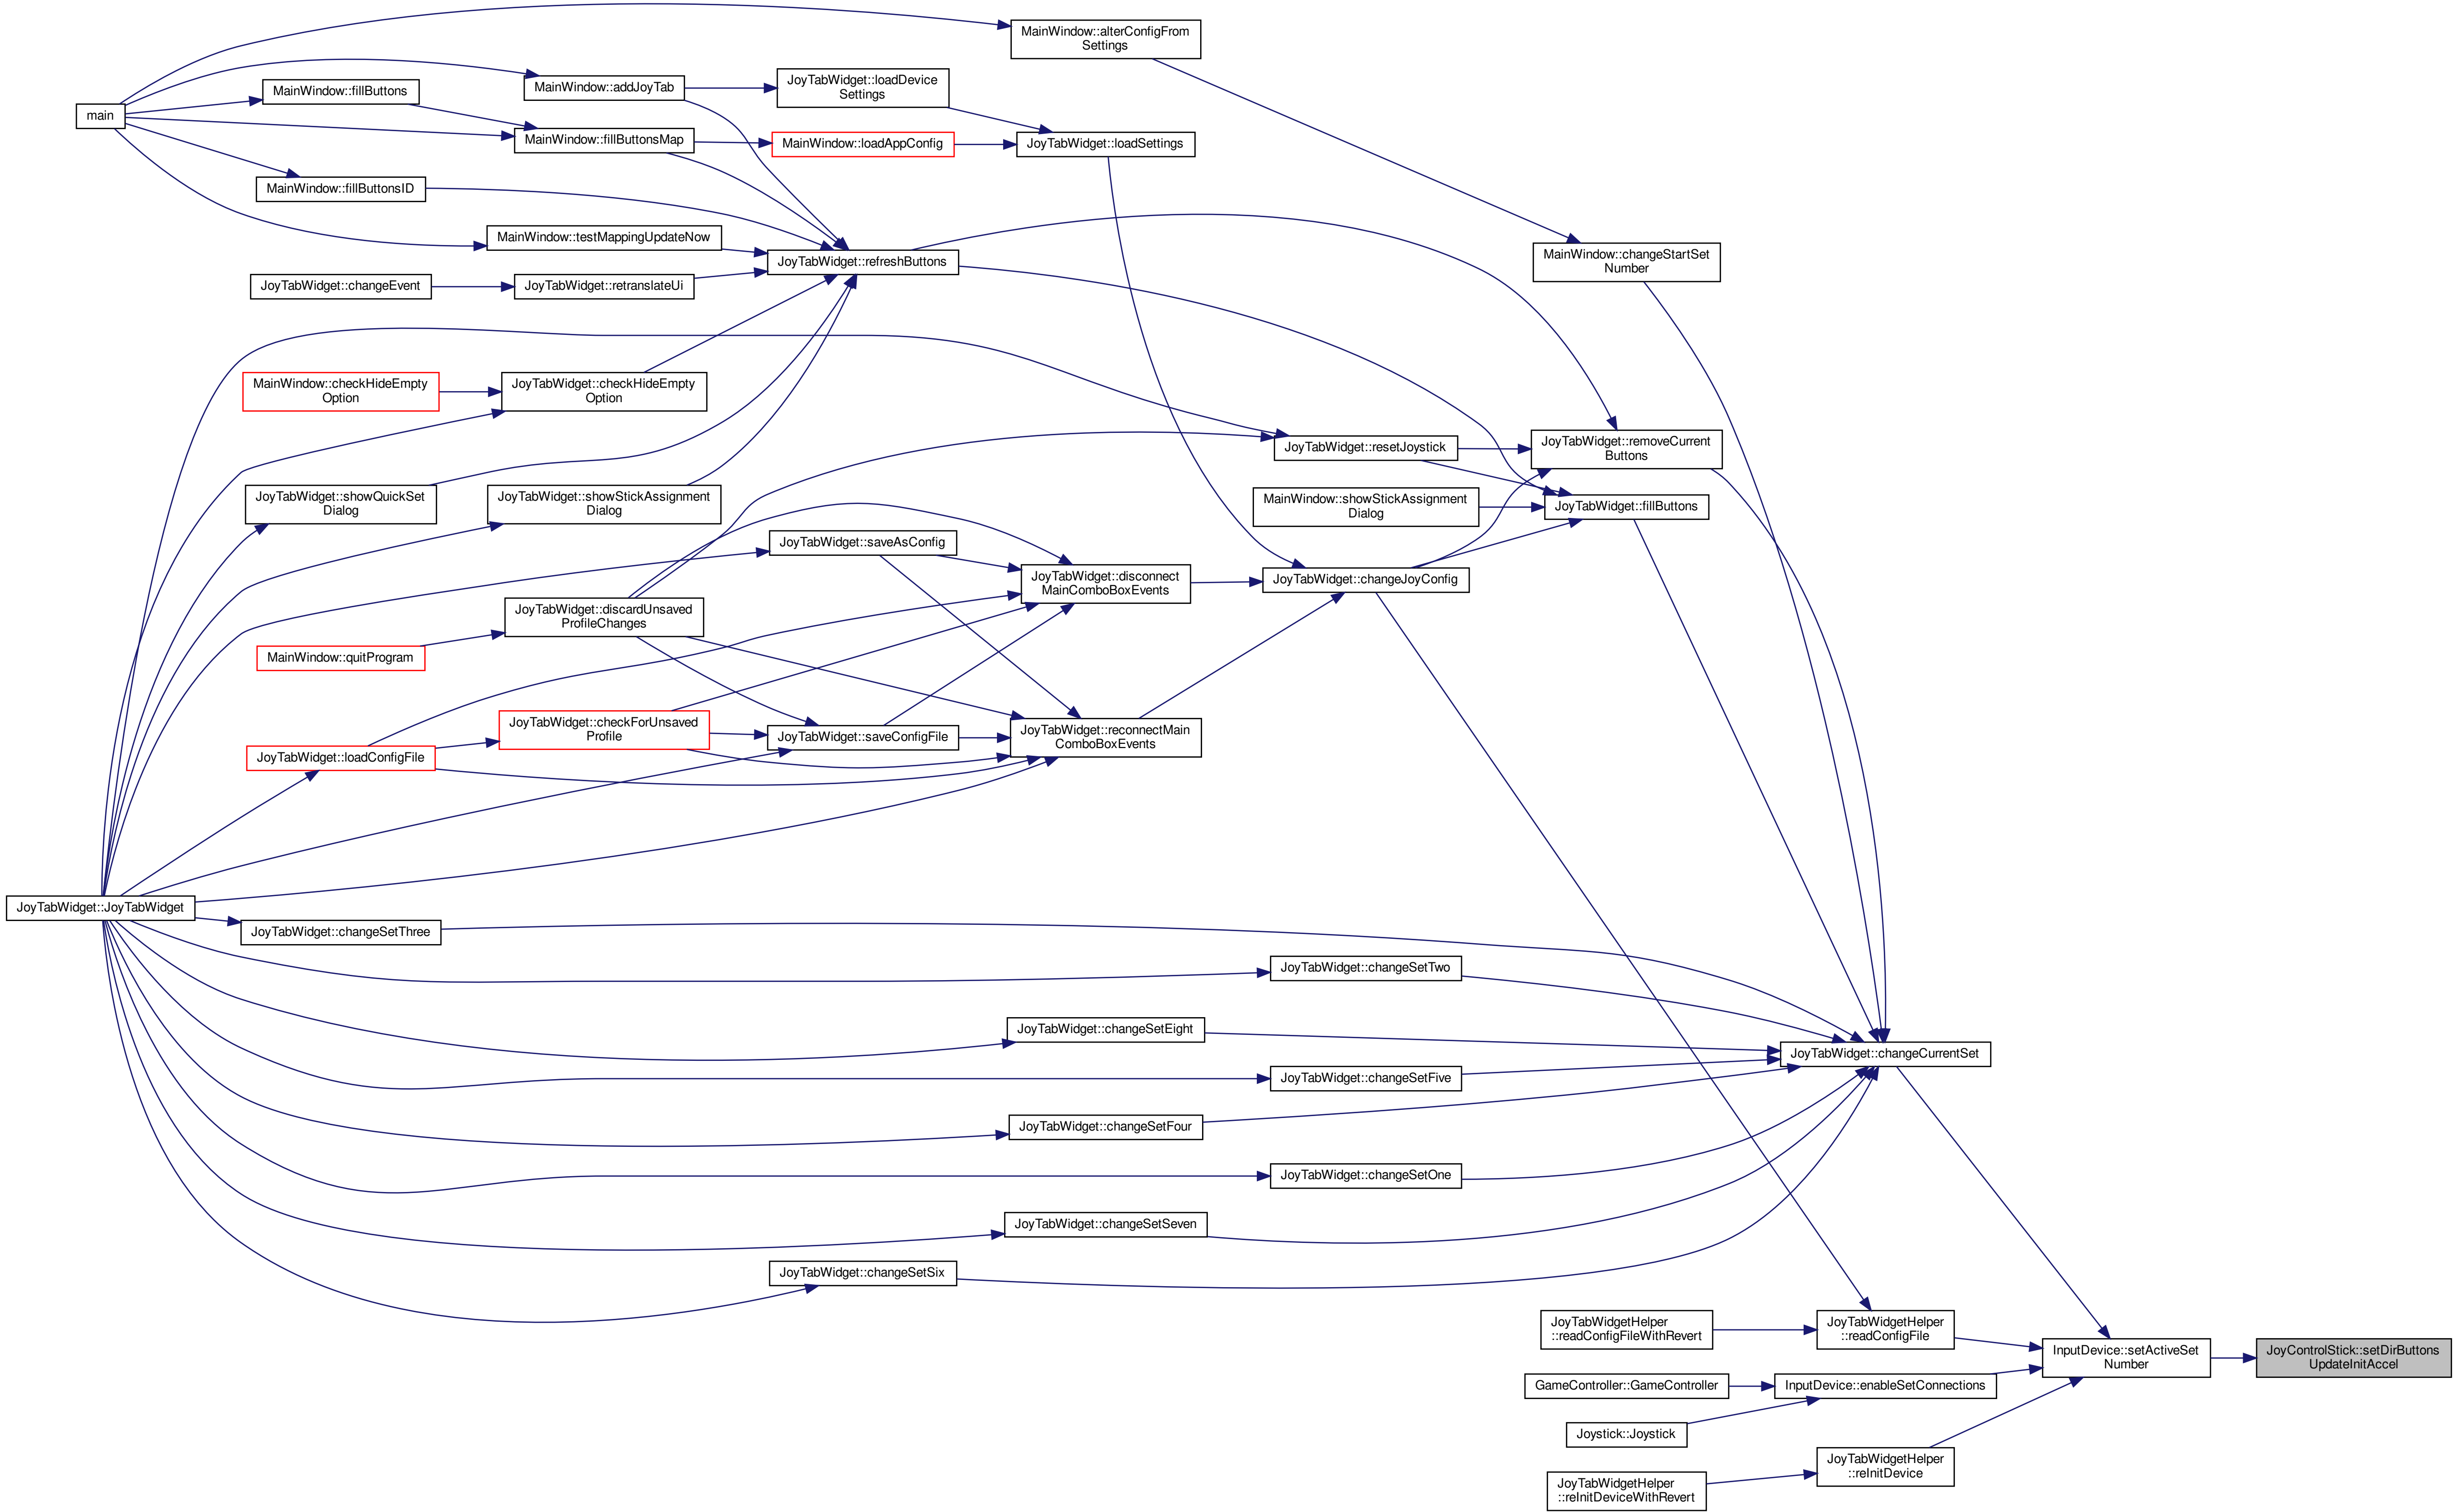 MainWindow::alterConfigFrom
Settings
JoyTabWidget::loadDevice
Settings
MainWindow::addJoyTab
MainWindow::fillButtons
main
MainWindow::fillButtonsMap
MainWindow::loadAppConfig
JoyTabWidget::loadSettings
MainWindow::fillButtonsID
MainWindow::testMappingUpdateNow
JoyTabWidget::refreshButtons
MainWindow::changeStartSet
Number
JoyTabWidget::changeEvent
JoyTabWidget::retranslateUi
MainWindow::checkHideEmpty
Option
JoyTabWidget::checkHideEmpty
Option
JoyTabWidget::resetJoystick
JoyTabWidget::removeCurrent
Buttons
JoyTabWidget::showQuickSet
Dialog
JoyTabWidget::showStickAssignment
Dialog
MainWindow::showStickAssignment
Dialog
JoyTabWidget::fillButtons
JoyTabWidget::saveAsConfig
JoyTabWidget::disconnect
MainComboBoxEvents
JoyTabWidget::changeJoyConfig
JoyTabWidget::discardUnsaved
ProfileChanges
MainWindow::quitProgram
JoyTabWidget::checkForUnsaved
Profile
JoyTabWidget::saveConfigFile
JoyTabWidget::reconnectMain
ComboBoxEvents
JoyTabWidget::loadConfigFile
JoyTabWidget::JoyTabWidget
JoyTabWidget::changeSetThree
JoyTabWidget::changeSetTwo
JoyTabWidget::changeSetEight
JoyTabWidget::changeCurrentSet
JoyTabWidget::changeSetFive
JoyTabWidget::changeSetFour
JoyTabWidget::changeSetOne
JoyTabWidget::changeSetSeven
JoyTabWidget::changeSetSix
JoyTabWidgetHelper
::readConfigFileWithRevert
JoyTabWidgetHelper
::readConfigFile
InputDevice::setActiveSet
Number
JoyControlStick::setDirButtons
UpdateInitAccel
GameController::GameController
InputDevice::enableSetConnections
Joystick::Joystick
JoyTabWidgetHelper
::reInitDevice
JoyTabWidgetHelper
::reInitDeviceWithRevert